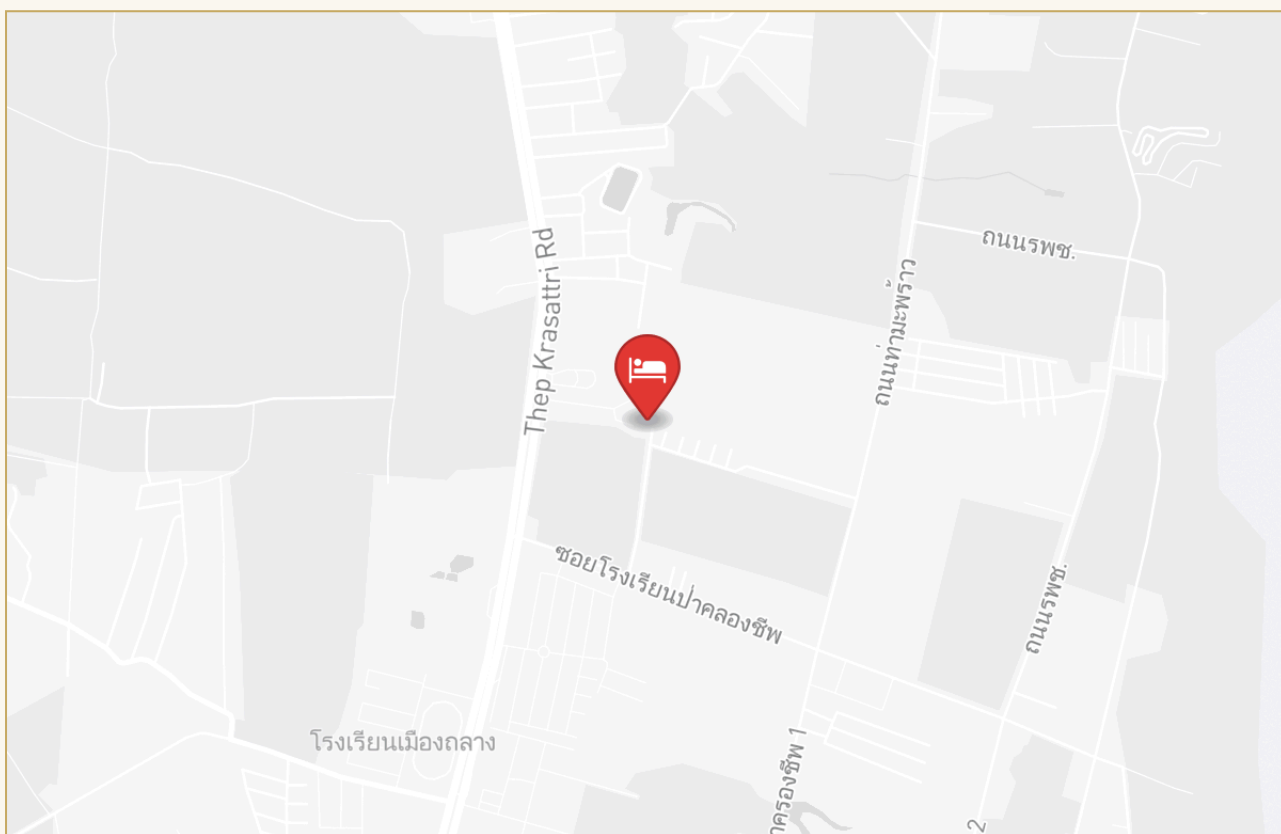 Thep Krasattri Rd
ถนนรพช.
ถนนท่ามะพร้าว
ซอยโรงเรียนป่าคลองชีพ
ถนนรพช.
โรงเรียนเมืองถลาง
2